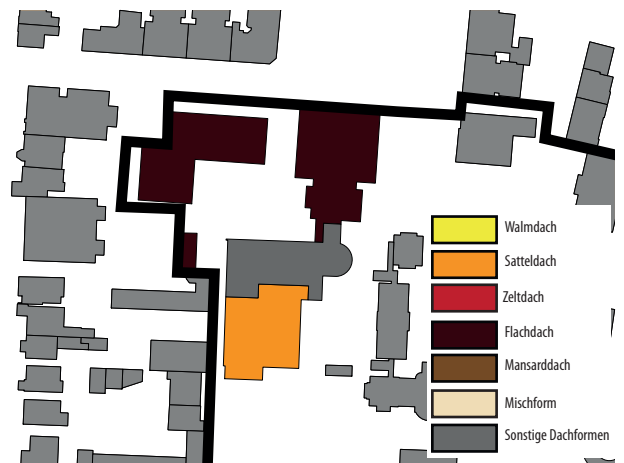 Walmdach
Satteldach
Zeltdach
Flachdach
Mansarddach
Mischform
Sonstige Dachformen